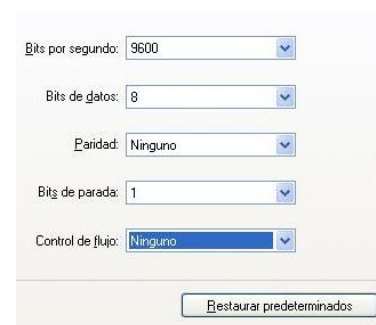 Bits por segundo: 9600
Bits de datos: 8
Paridad: Ninguno
Bits de parada: 1
Control de flujo: Ninguno
Restaurar predeterminados